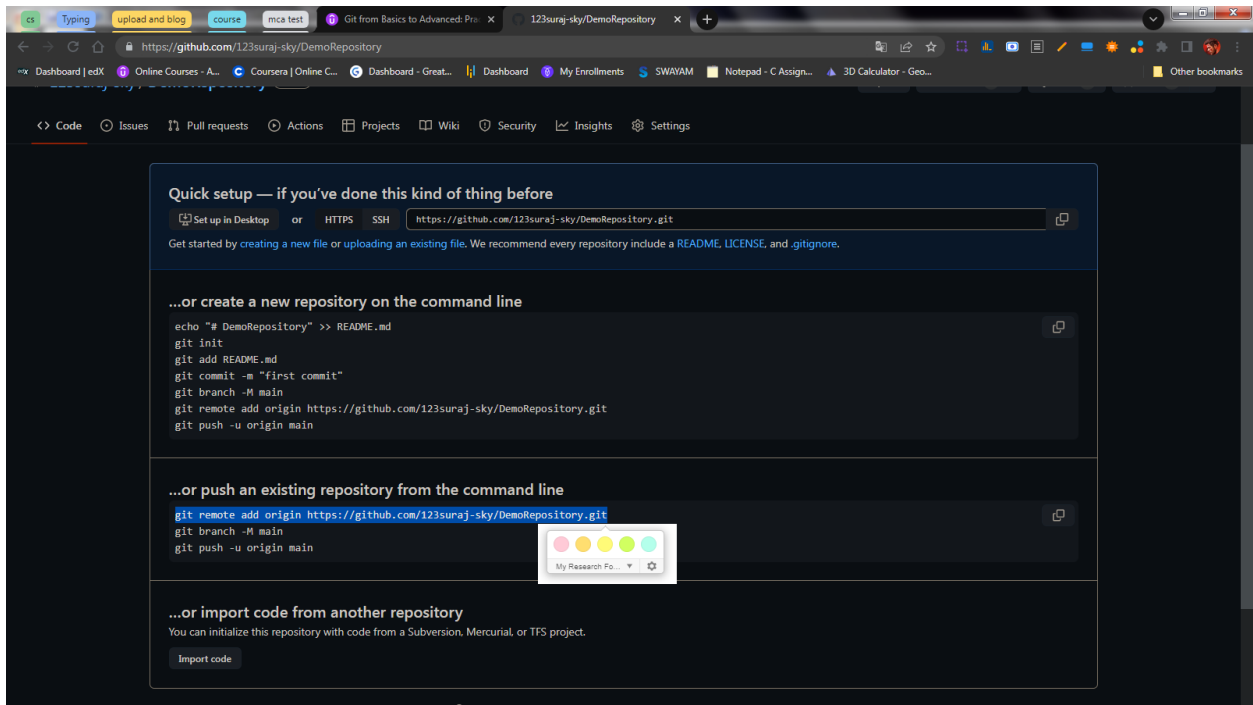 cs Typing upload and blog course mca test Git from Basics to Advanced: Pra 123suraj-sky/DemoRepository
https://github.com/123suraj-sky/DemoRepository
Dashboard | edX Online Courses - A... Coursera | Online C... Dashboard - Great... Dashboard My Enrollments SWAYAM Notepad - C Assign... 3D Calculator - Geo... Other bookmarks
Code Issues Pull requests Actions Projects Wiki Security Insights Settings
Quick setup — if you've done this kind of thing before
Set up in Desktop or HTTPS SSH https://github.com/123suraj-sky/DemoRepository.git
Get started by creating a new file or uploading an existing file. We recommend every repository include a README, LICENSE, and .gitignore.
...or create a new repository on the command line
echo "# DemoRepository" >> README.md
git init
git add README.md
git commit -m "first commit"
git branch -M main
git remote add origin https://github.com/123suraj-sky/DemoRepository.git
git push -u origin main
...or push an existing repository from the command line
git remote add origin https://github.com/123suraj-sky/DemoRepository.git
git branch -M main
git push -u origin main
My Research Fo...
...or import code from another repository
You can initialize this repository with code from a Subversion, Mercurial, or TFS project.
Import code